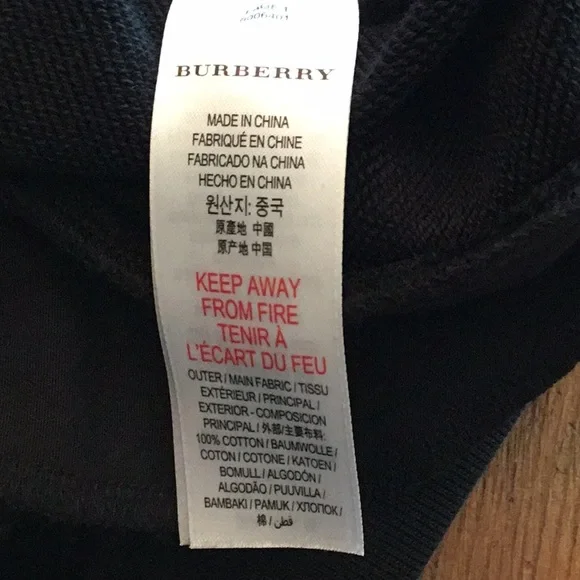 BURBERRY
MADE IN CHINA
FABRIQUÉ EN CHINE
FABRICADO NA CHINA
HECHO EN CHINA
원산지: 중국
原產地 中國
原产地 中国
KEEP AWAY
FROM FIRE
TENIR À
L'ÉCART DU FEU
OUTER / MAIN FABRIC / TISSU
EXTÉRIEUR / PRINCIPAL /
EXTERIOR - COMPOSICION
PRINCIPAL / 外部/主要布料:
100% COTTON / BAUMWOLLE /
COTON / COTONE / KATOEN /
BOMULL / ALGODÓN /
ALGODÃO / PUUVILLA /
BAMBAKI / PAMUK / ХЛОПОК /
棉 / قطن /